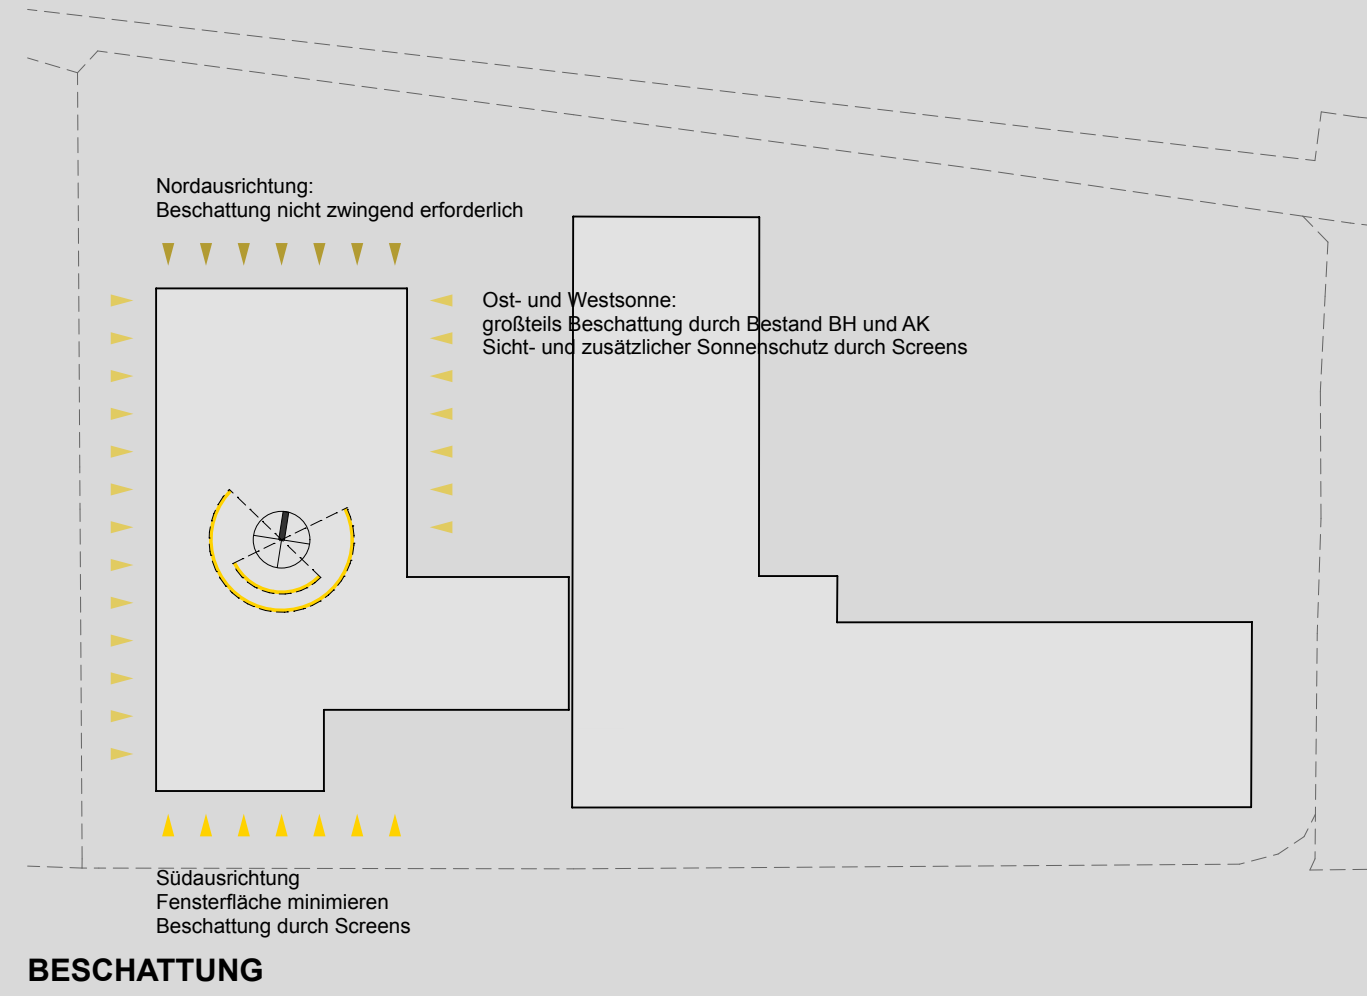 Nordausrichtung:
Beschattung nicht zwingend erforderlich
Ost- und Westsonne:
großteils Beschattung durch Bestand BH und AK
Sicht- und zusätzlicher Sonnenschutz durch Screens
Südausrichtung
Fensterfläche minimieren
Beschattung durch Screens
BESCHATTUNG